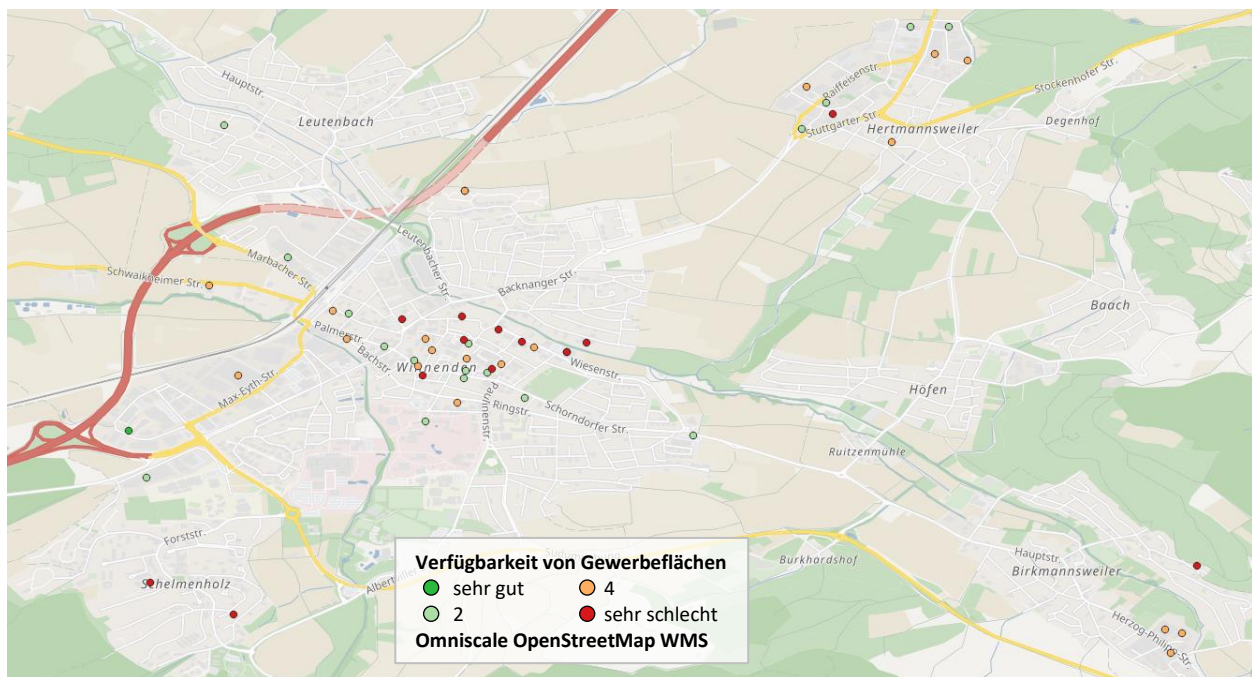 Hauptstr.
Leutenbach
Raiffeisenstr.
Stockenhofer Str.
Stuttgarter Str.
Hertmannsweiler
Degenhof
Leutenbacher Str.
Marbacher Str.
Schwaikheimer Str.
Backnanger Str.
Baach
Palmerstr.
Bachstr.
Winnenden
Wiesenstr.
Max-Eyth-Str.
Paulinenstr.
Ringstr.
Schorndorfer Str.
Höfen
Ruitzenmühle
Forststr.
Schelmenholz
Burkhardshof
Hauptstr.
Birkmannsweiler
Herzog-Philipp-Str.
Verfügbarkeit von Gewerbeflächen
sehr gut
4
2
sehr schlecht
Omniscale OpenStreetMap WMS